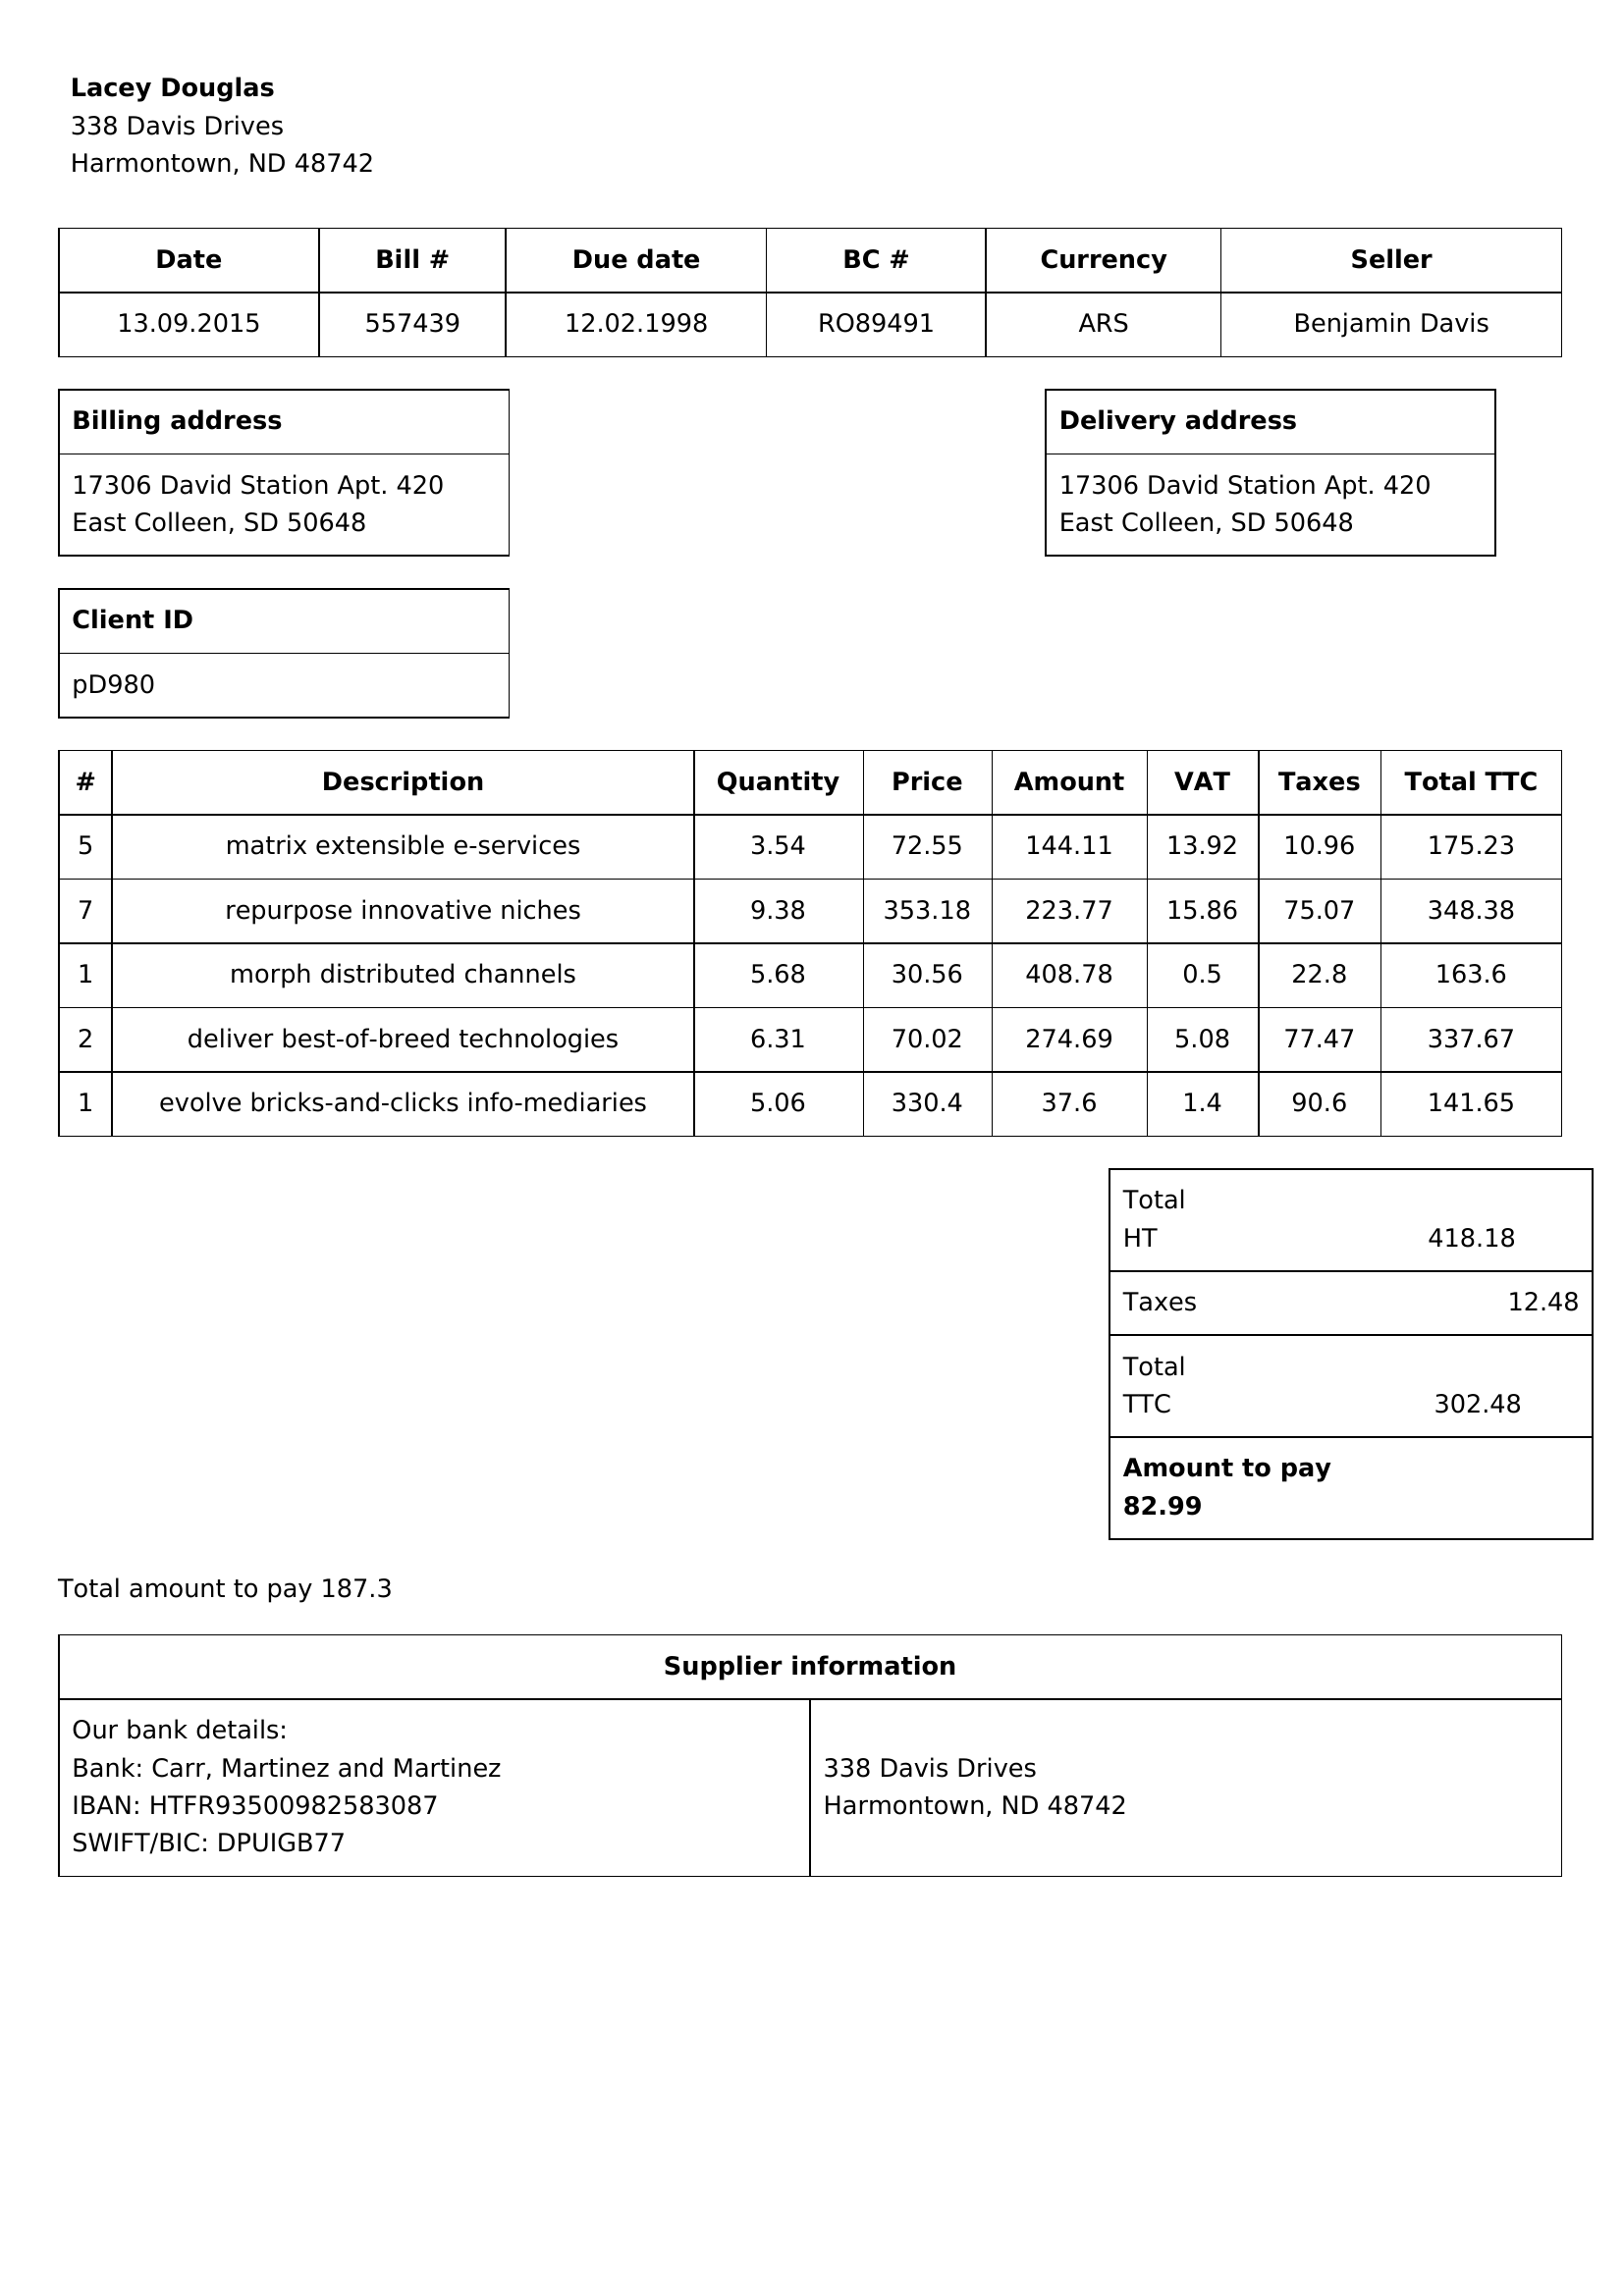 Lacey Douglas
338 Davis Drives
Harmontown, ND 48742
Date Bill # Due date BC # Currency Seller
13.09.2015 557439 12.02.1998 RO89491 ARS Benjamin Davis
Billing address
17306 David Station Apt. 420
East Colleen, SD 50648
Delivery address
17306 David Station Apt. 420
East Colleen, SD 50648
Client ID
pD980
# Description Quantity Price Amount VAT Taxes Total TTC
5 matrix extensible e-services 3.54 72.55 144.11 13.92 10.96 175.23
7 repurpose innovative niches 9.38 353.18 223.77 15.86 75.07 348.38
1 morph distributed channels 5.68 30.56 408.78 0.5 22.8 163.6
2 deliver best-of-breed technologies 6.31 70.02 274.69 5.08 77.47 337.67
1 evolve bricks-and-clicks info-mediaries 5.06 330.4 37.6 1.4 90.6 141.65
Total
HT 418.18
Taxes 12.48
Total
TTC 302.48
Amount to pay
82.99
Total amount to pay 187.3
Supplier information
Our bank details:
Bank: Carr, Martinez and Martinez
IBAN: HTFR93500982583087
SWIFT/BIC: DPUIGB77
338 Davis Drives
Harmontown, ND 48742